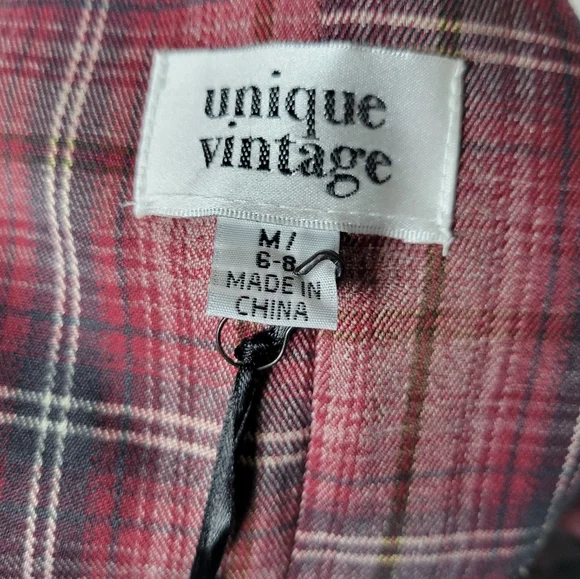 unique
vintage
M/
6-8
MADE IN
CHINA